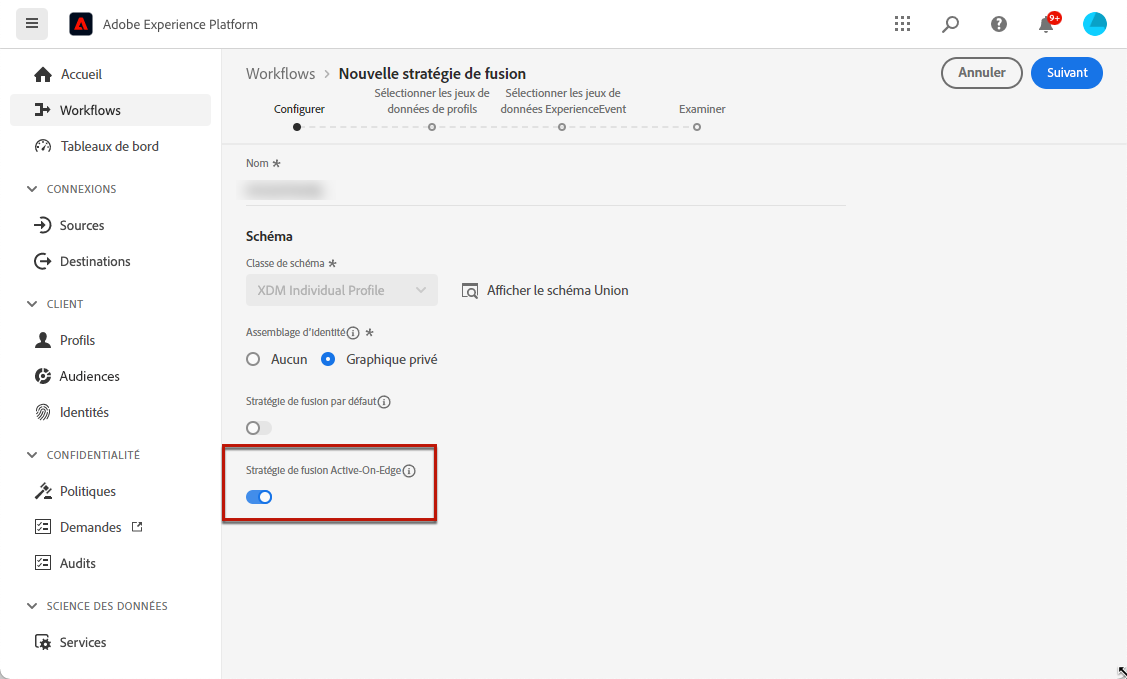 Adobe Experience Platform
9+
Accueil
Workflows
Tableaux de bord
CONNEXIONS
Sources
Destinations
CLIENT
Profils
Audiences
Identités
CONFIDENTIALITÉ
Politiques
Demandes
Audits
SCIENCE DES DONNÉES
Services
Workflows > Nouvelle stratégie de fusion
Annuler
Suivant
Configurer
Sélectionner les jeux de
données de profils
Sélectionner les jeux de
données ExperienceEvent
Examiner
Nom *
Schéma
Classe de schéma *
XDM Individual Profile
Afficher le schéma Union
Assemblage d'identité *
Aucun
Graphique privé
Stratégie de fusion par défaut
Stratégie de fusion Active-On-Edge